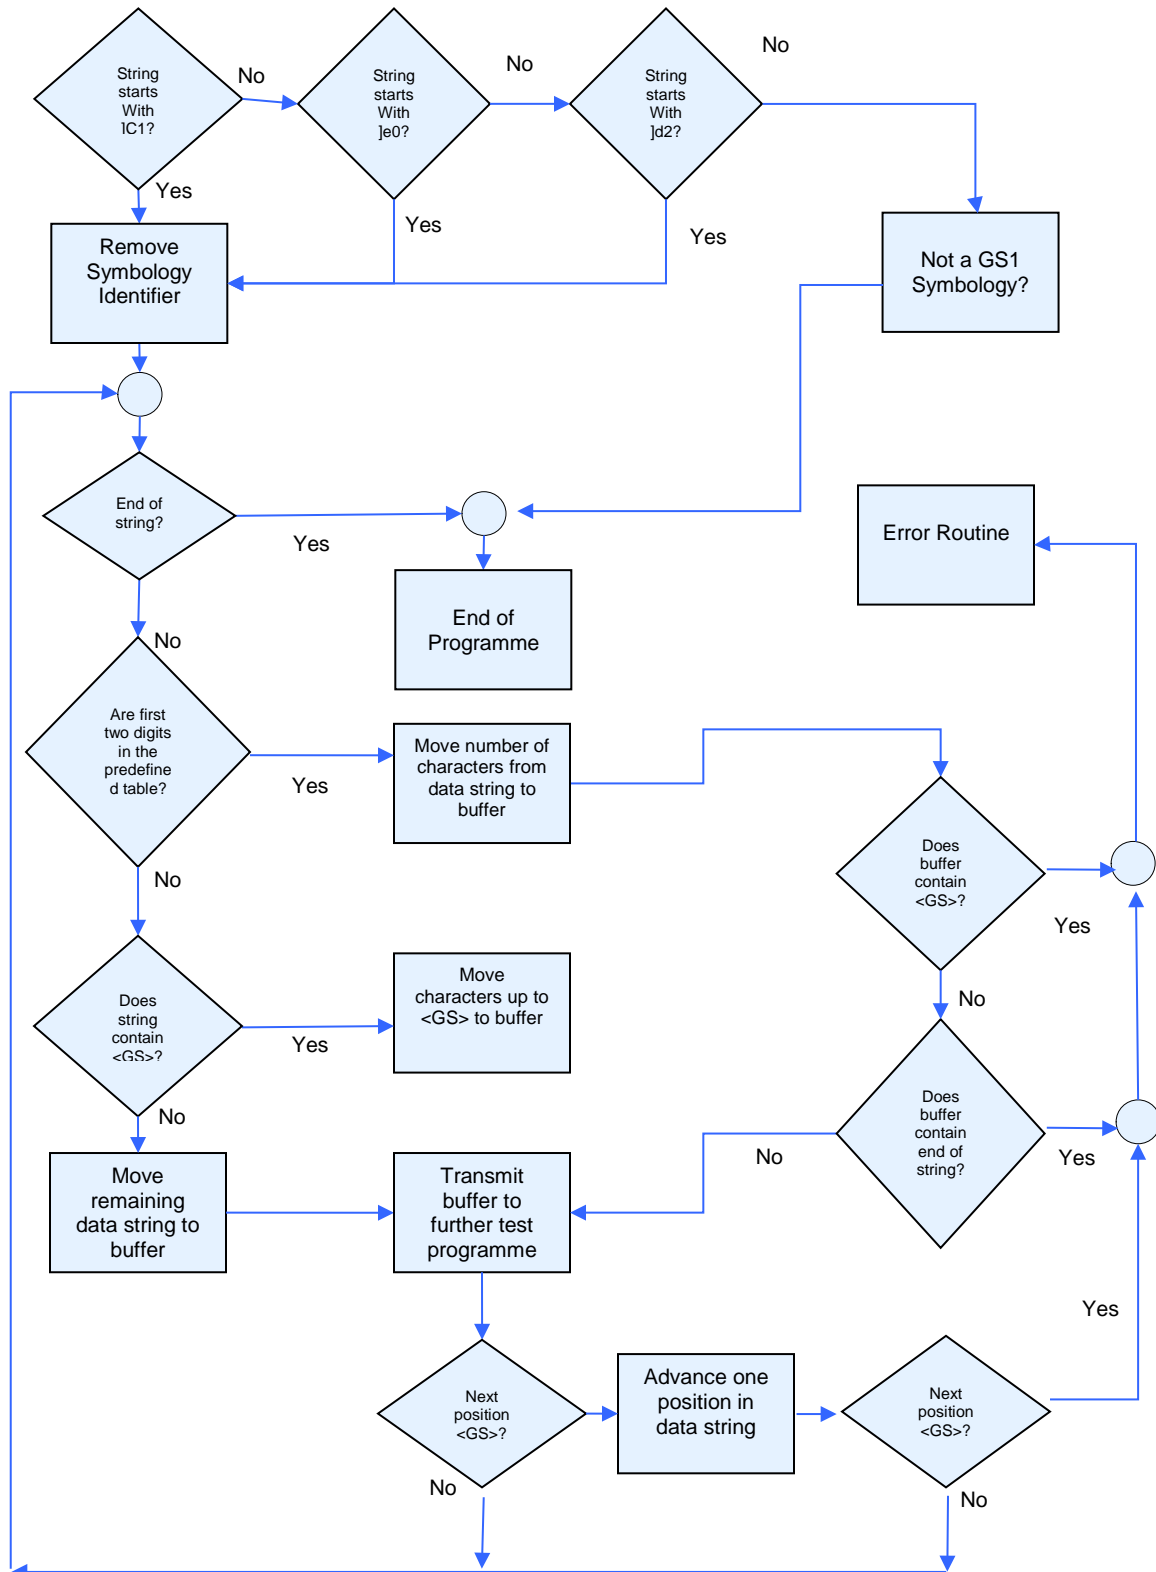 String
starts
With
]C1?
No
String
starts
With
]e0?
No
String
starts
With
]d2?
No
Yes
Yes
Yes
Remove
Symbology
Identifier
Not a GS1
Symbology?
End of
string?
Yes
No
End of
Programme
Error Routine
Are first
two digits
in the
predefine
d table?
Yes
No
Move number of
characters from
data string to
buffer
Does
buffer
contain
<GS>?
Yes
No
Does
string
contain
<GS>?
Yes
No
Move
characters up to
<GS> to buffer
Does
buffer
contain
end of
string?
Yes
No
Move
remaining
data string to
buffer
Transmit
buffer to
further test
programme
Next
position
<GS>?
No
Advance one
position in
data string
Next
position
<GS>?
Yes
No